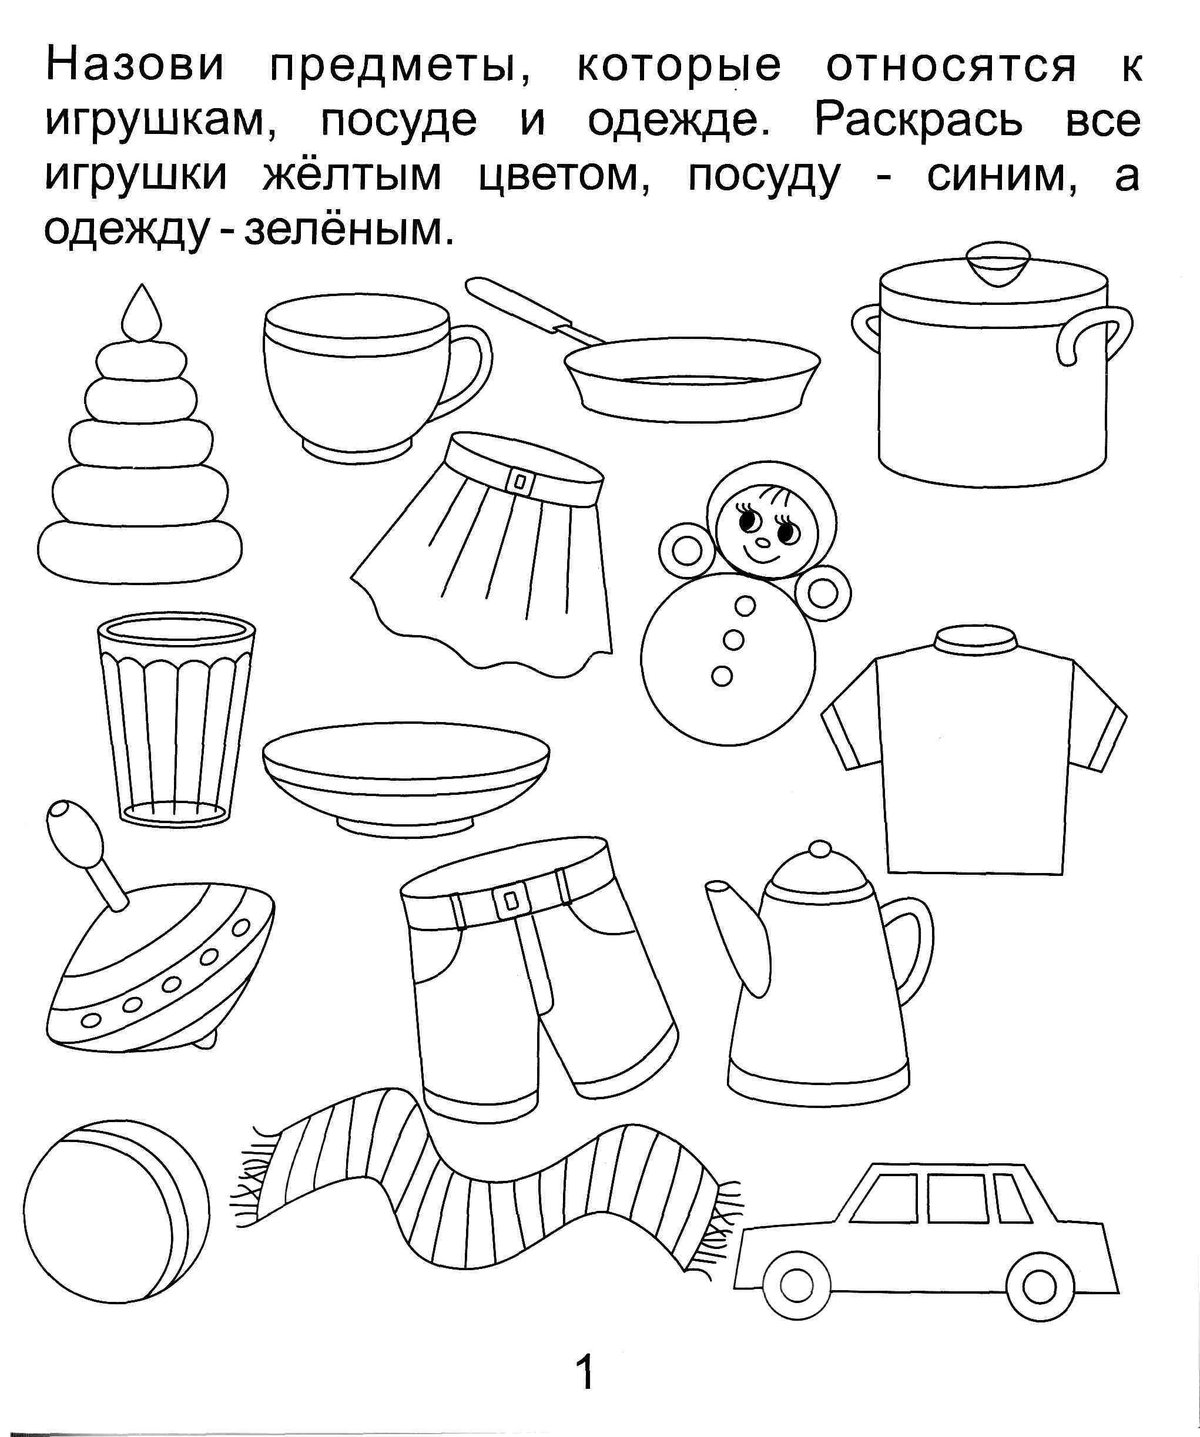 Назови предметы, которые относятся к
игрушкам, посуде и одежде. Раскрась все
игрушки жёлтым цветом, посуду - синим, а
одежду - зелёным.
1